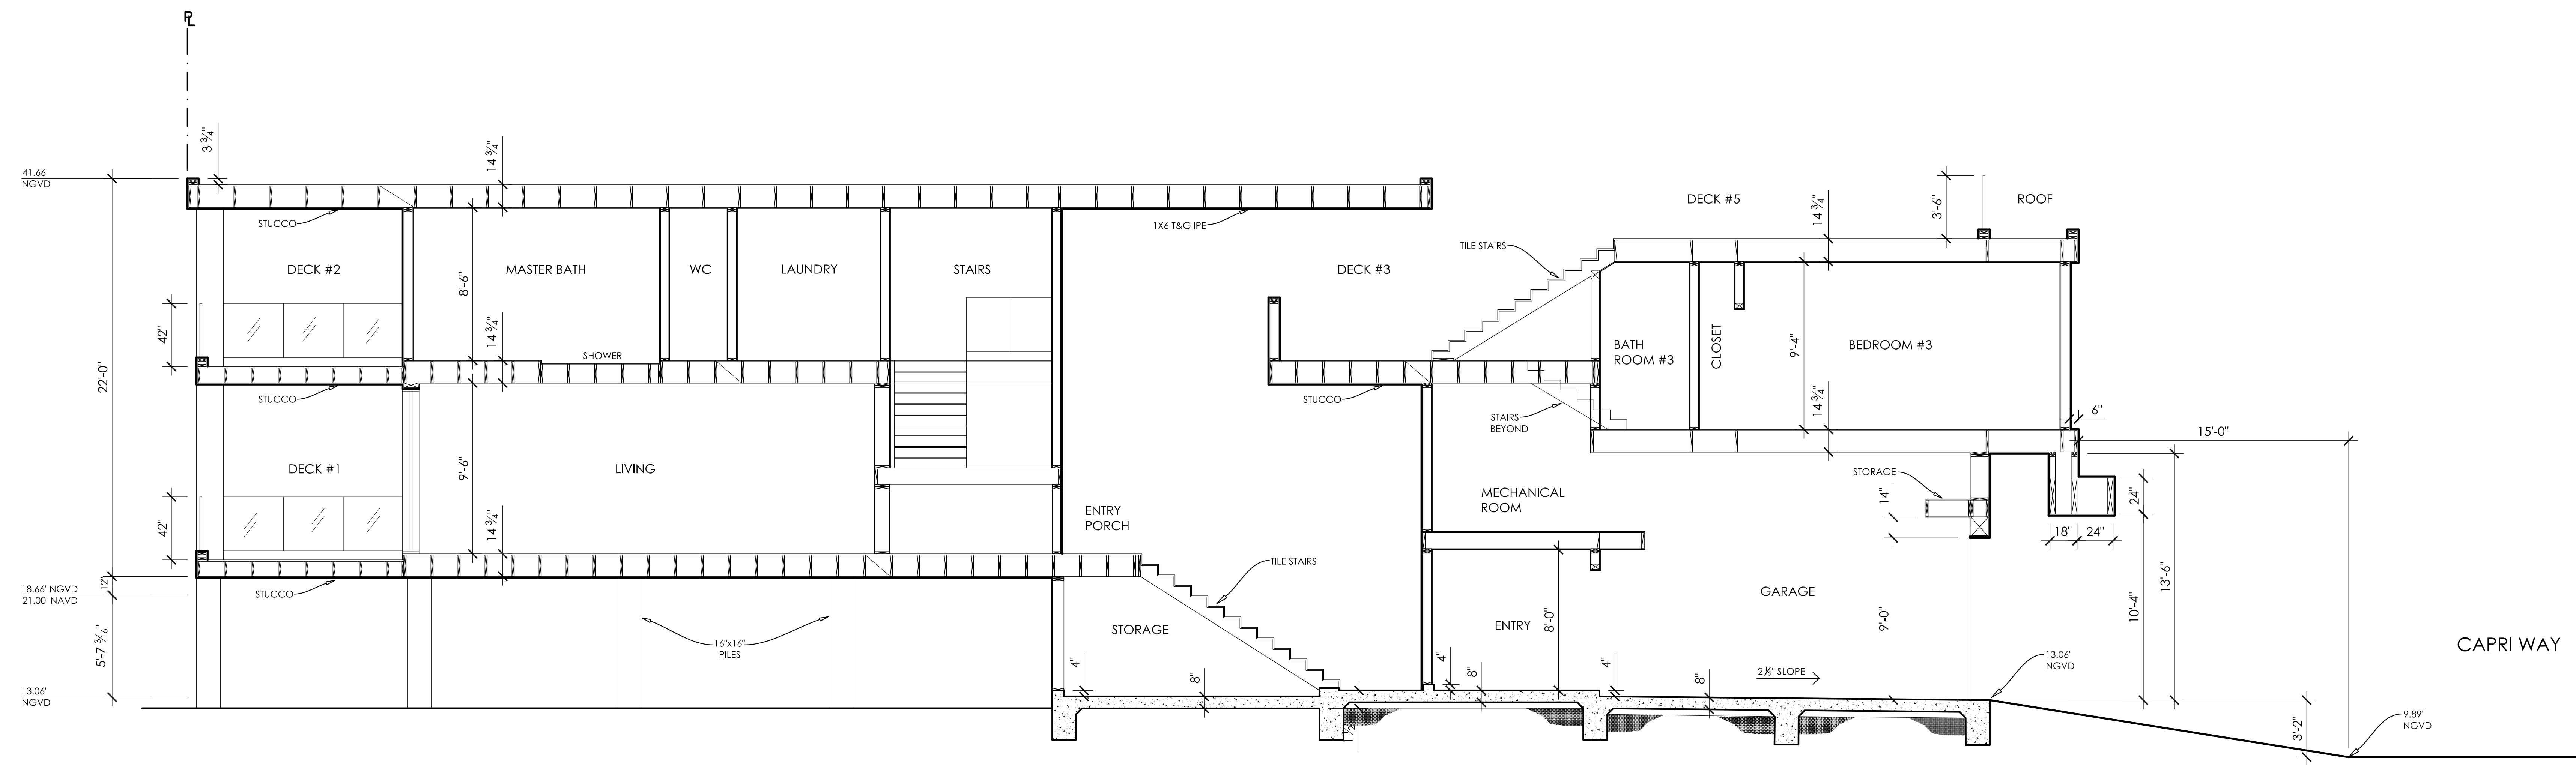 PL
3 3/4"
14 3/4"
41.66'
NGVD
STUCCO
1X6 T&G IPE
DECK #5
14 3/4"
3'-6"
ROOF
TILE STAIRS
DECK #2
MASTER BATH
WC
LAUNDRY
STAIRS
DECK #3
8'-6"
42"
14 3/4"
SHOWER
22'-0"
BATH
ROOM #3
CLOSET
9'-4"
BEDROOM #3
STUCCO
STUCCO
STAIRS
BEYOND
14 3/4"
6"
15'-0"
DECK #1
LIVING
9'-6"
STORAGE
MECHANICAL
ROOM
14"
24"
18"
24"
42"
14 3/4"
ENTRY
PORCH
TILE STAIRS
12"
18.66' NGVD
21.00' NAVD
STUCCO
GARAGE
13'-6"
10'-4"
5'-7 3/16"
16"x16"
PILES
STORAGE
ENTRY
8'-0"
9'-0"
CAPRI WAY
13.06'
NGVD
4"
8"
4"
8"
4"
8"
2 1/2" SLOPE
13.06'
NGVD
9.89'
NGVD
3'-2"